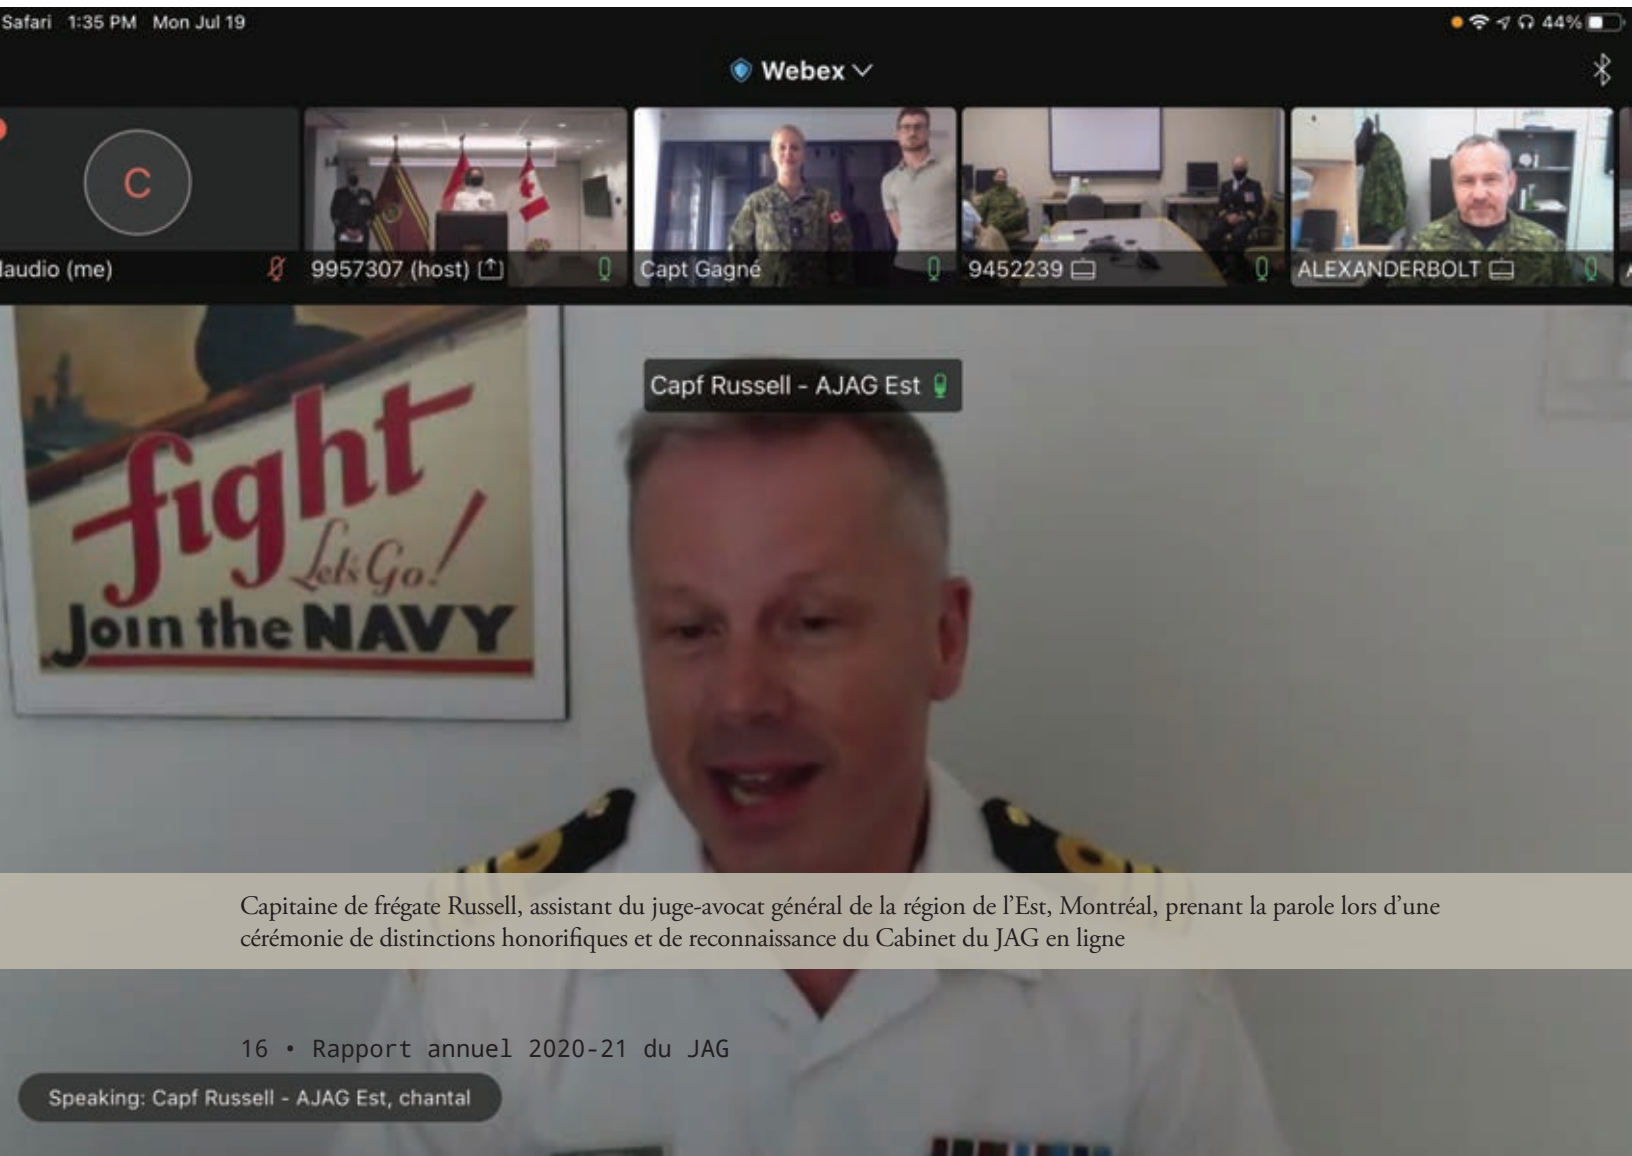 Safari 1:35 PM Mon Jul 19
44%
Webex
C
laudio (me)
9957307 (host)
Capt Gagné
9452239
ALEXANDERBOLT
Capf Russell - AJAG Est
fight
Let's Go!
Join the NAVY
Capitaine de frégate Russell, assistant du juge-avocat général de la région de l'Est, Montréal, prenant la parole lors d'une
cérémonie de distinctions honorifiques et de reconnaissance du Cabinet du JAG en ligne
16 • Rapport annuel 2020-21 du JAG
Speaking: Capf Russell - AJAG Est, chantal